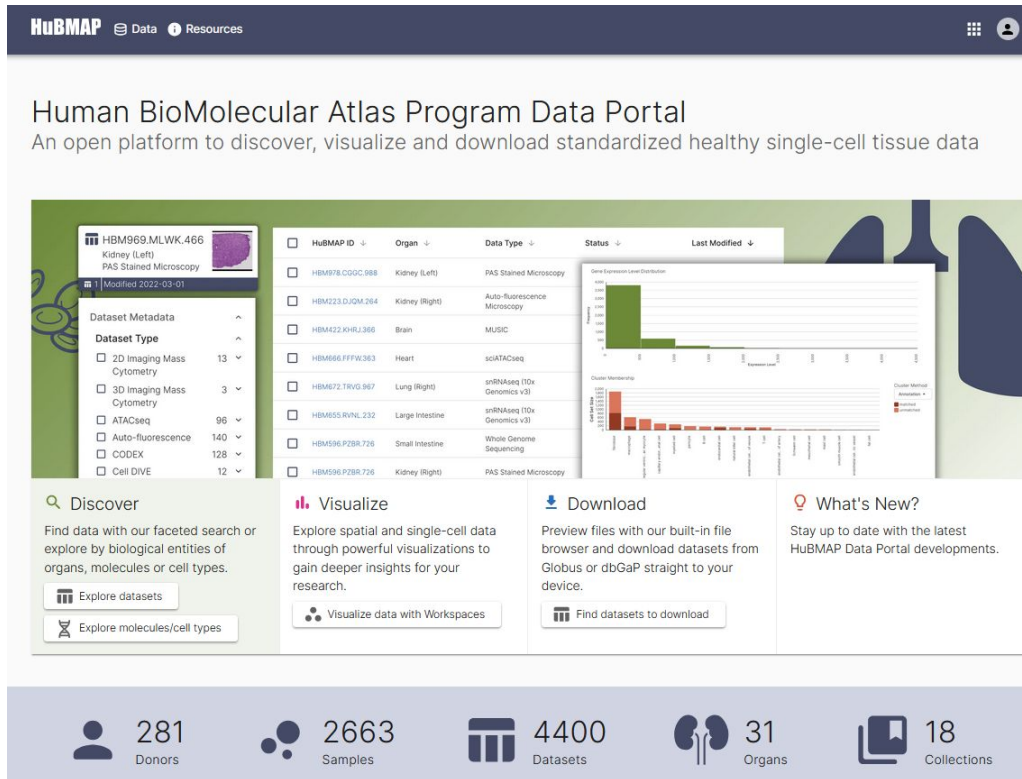 HuBMAP Data Resources
Human BioMolecular Atlas Program Data Portal
An open platform to discover, visualize and download standardized healthy single-cell tissue data
HBM969.MLWK.466
Kidney (Left)
PAS Stained Microscopy
1 Modified 2022-03-01
Dataset Metadata
Dataset Type
2D Imaging Mass Cytometry 13
3D Imaging Mass Cytometry 3
ATACseq 96
Auto-fluorescence 140
CODEX 128
Cell DIVE 12
HuBMAP ID Organ Data Type Status Last Modified
HBM978.CGGC.988 Kidney (Left) PAS Stained Microscopy
HBM223.DJQM.264 Kidney (Right) Auto-fluorescence Microscopy
HBM422.KHRJ.366 Brain MUSIC
HBM666.FFFW.363 Heart sciATACseq
HBM672.TRVG.967 Lung (Right) snRNAseq (10x Genomics v3)
HBM655.RVNL.232 Large Intestine snRNAseq (10x Genomics v3)
HBM596.PZBR.726 Small Intestine Whole Genome Sequencing
HBM596.PZBR.726 Kidney (Right) PAS Stained Microscopy
Gene Expression Level Distribution
Frequency
Expression Level
Cluster Membership
Cell Set Size
Cluster Method
Annotation
Discover
Find data with our faceted search or
explore by biological entities of
organs, molecules or cell types.
Explore datasets
Explore molecules/cell types
Visualize
Explore spatial and single-cell data
through powerful visualizations to
gain deeper insights for your
research.
Visualize data with Workspaces
Download
Preview files with our built-in file
browser and download datasets from
Globus or dbGaP straight to your
device.
Find datasets to download
What's New?
Stay up to date with the latest
HuBMAP Data Portal developments.
281
Donors
2663
Samples
4400
Datasets
31
Organs
18
Collections